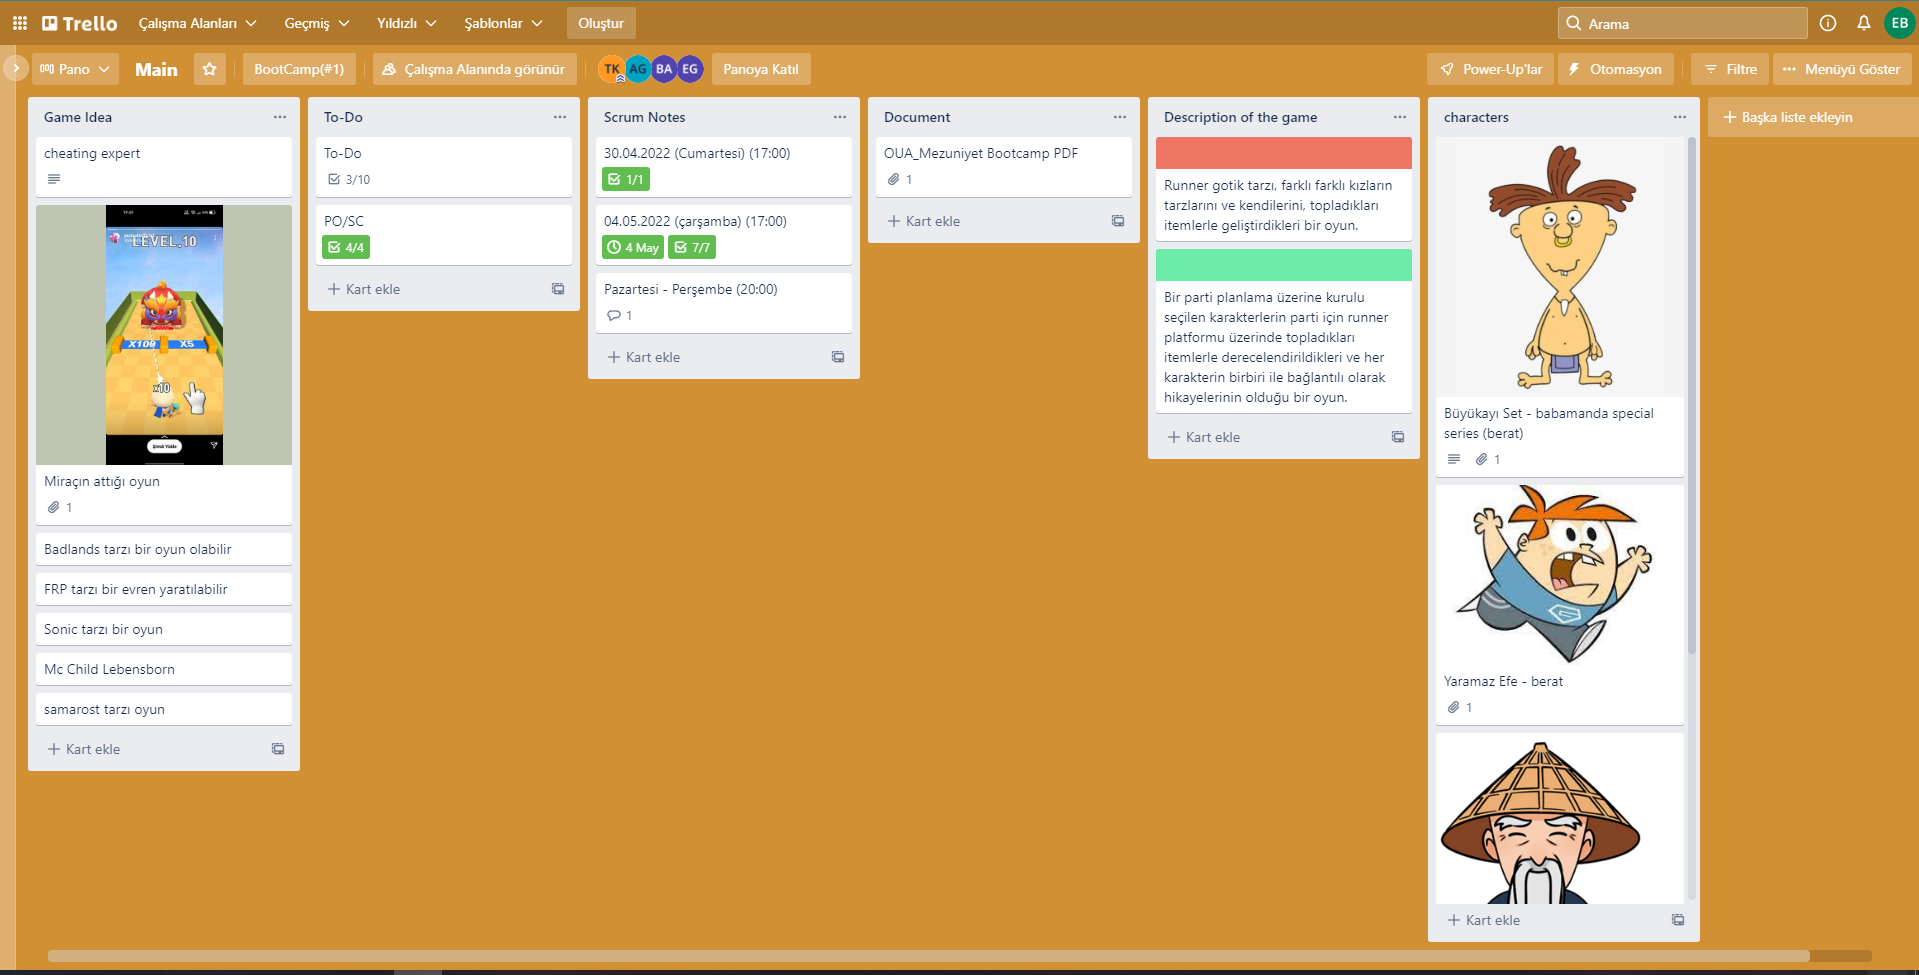 Trello
Çalışma Alanları
Geçmiş
Yıldızlı
Şablonlar
Oluştur
Arama
EB
Pano
Main
BootCamp(#1)
Çalışma Alanında görünür
TK
AG
BA
EG
Panoya Katıl
Power-Up'lar
Otomasyon
Filtre
Menüyü Göster
Game Idea
cheating expert
LEVEL.10
X100
X5
x10
Miraçın attığı oyun
1
Badlands tarzı bir oyun olabilir
FRP tarzı bir evren yaratılabilir
Sonic tarzı bir oyun
Mc Child Lebensborn
samarost tarzı oyun
Kart ekle
To-Do
To-Do
3/10
PO/SC
4/4
Kart ekle
Scrum Notes
30.04.2022 (Cumartesi) (17:00)
1/1
04.05.2022 (çarşamba) (17:00)
4 May
7/7
Pazartesi - Perşembe (20:00)
1
Kart ekle
Document
OUA_Mezuniyet Bootcamp PDF
1
Kart ekle
Description of the game
Runner gotik tarzı, farklı farklı kızların
tarzlarını ve kendilerini, topladıkları
itemlerle geliştirdikleri bir oyun.
Bir parti planlama üzerine kurulu
seçilen karakterlerin parti için runner
platformu üzerinde topladıkları
itemlerle derecelendirildikleri ve her
karakterin birbiri ile bağlantılı olarak
hikayelerinin olduğu bir oyun.
Kart ekle
characters
Büyükayı Set - babamanda special
series (berat)
1
Yaramaz Efe - berat
1
Kart ekle
Başka liste ekleyin